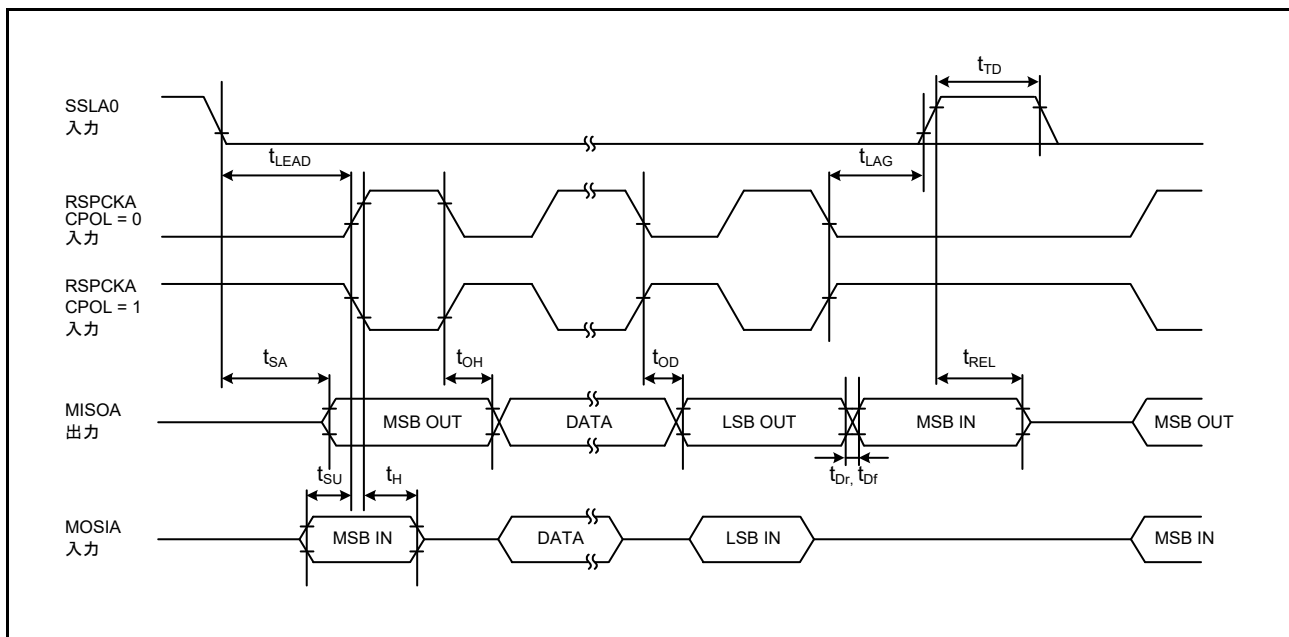 SSLA0
入力
tTD
tLEAD
tLAG
RSPCKA
CPOL = 0
入力
RSPCKA
CPOL = 1
入力
tSA
tOH
tOD
tREL
MISOA
出力
MSB OUT
DATA
LSB OUT
MSB IN
MSB OUT
tSU
tH
tDr, tDf
MOSIA
入力
MSB IN
DATA
LSB IN
MSB IN